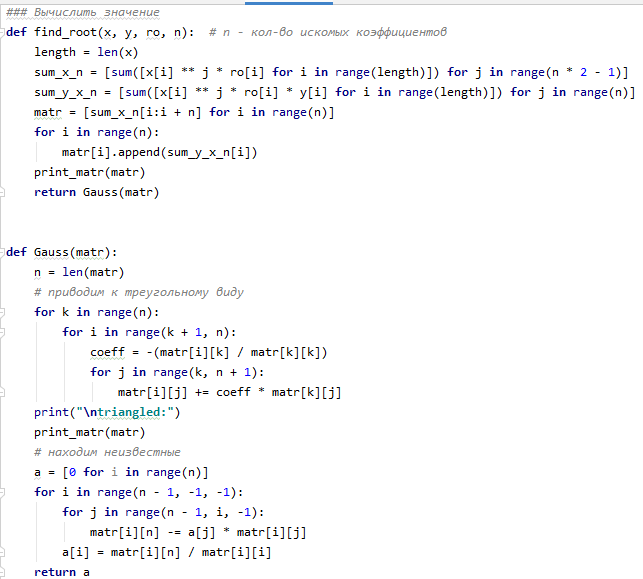 ### Вычислить значение
def find_root(x, y, ro, n):  # n - кол-во искомых коэффициентов
    length = len(x)
    sum_x_n = [sum([x[i] ** j * ro[i] for i in range(length)]) for j in range(n * 2 - 1)]
    sum_y_x_n = [sum([x[i] ** j * ro[i] * y[i] for i in range(length)]) for j in range(n)]
    matr = [sum_x_n[i:i + n] for i in range(n)]
    for i in range(n):
        matr[i].append(sum_y_x_n[i])
    print_matr(matr)
    return Gauss(matr)
def Gauss(matr):
    n = len(matr)
    # приводим к треугольному виду
    for k in range(n):
        for i in range(k + 1, n):
            coeff = -(matr[i][k] / matr[k][k])
            for j in range(k, n + 1):
                matr[i][j] += coeff * matr[k][j]
    print("\ntriangled:")
    print_matr(matr)
    # находим неизвестные
    a = [0 for i in range(n)]
    for i in range(n - 1, -1, -1):
        for j in range(n - 1, i, -1):
            matr[i][n] -= a[j] * matr[i][j]
        a[i] = matr[i][n] / matr[i][i]
    return a